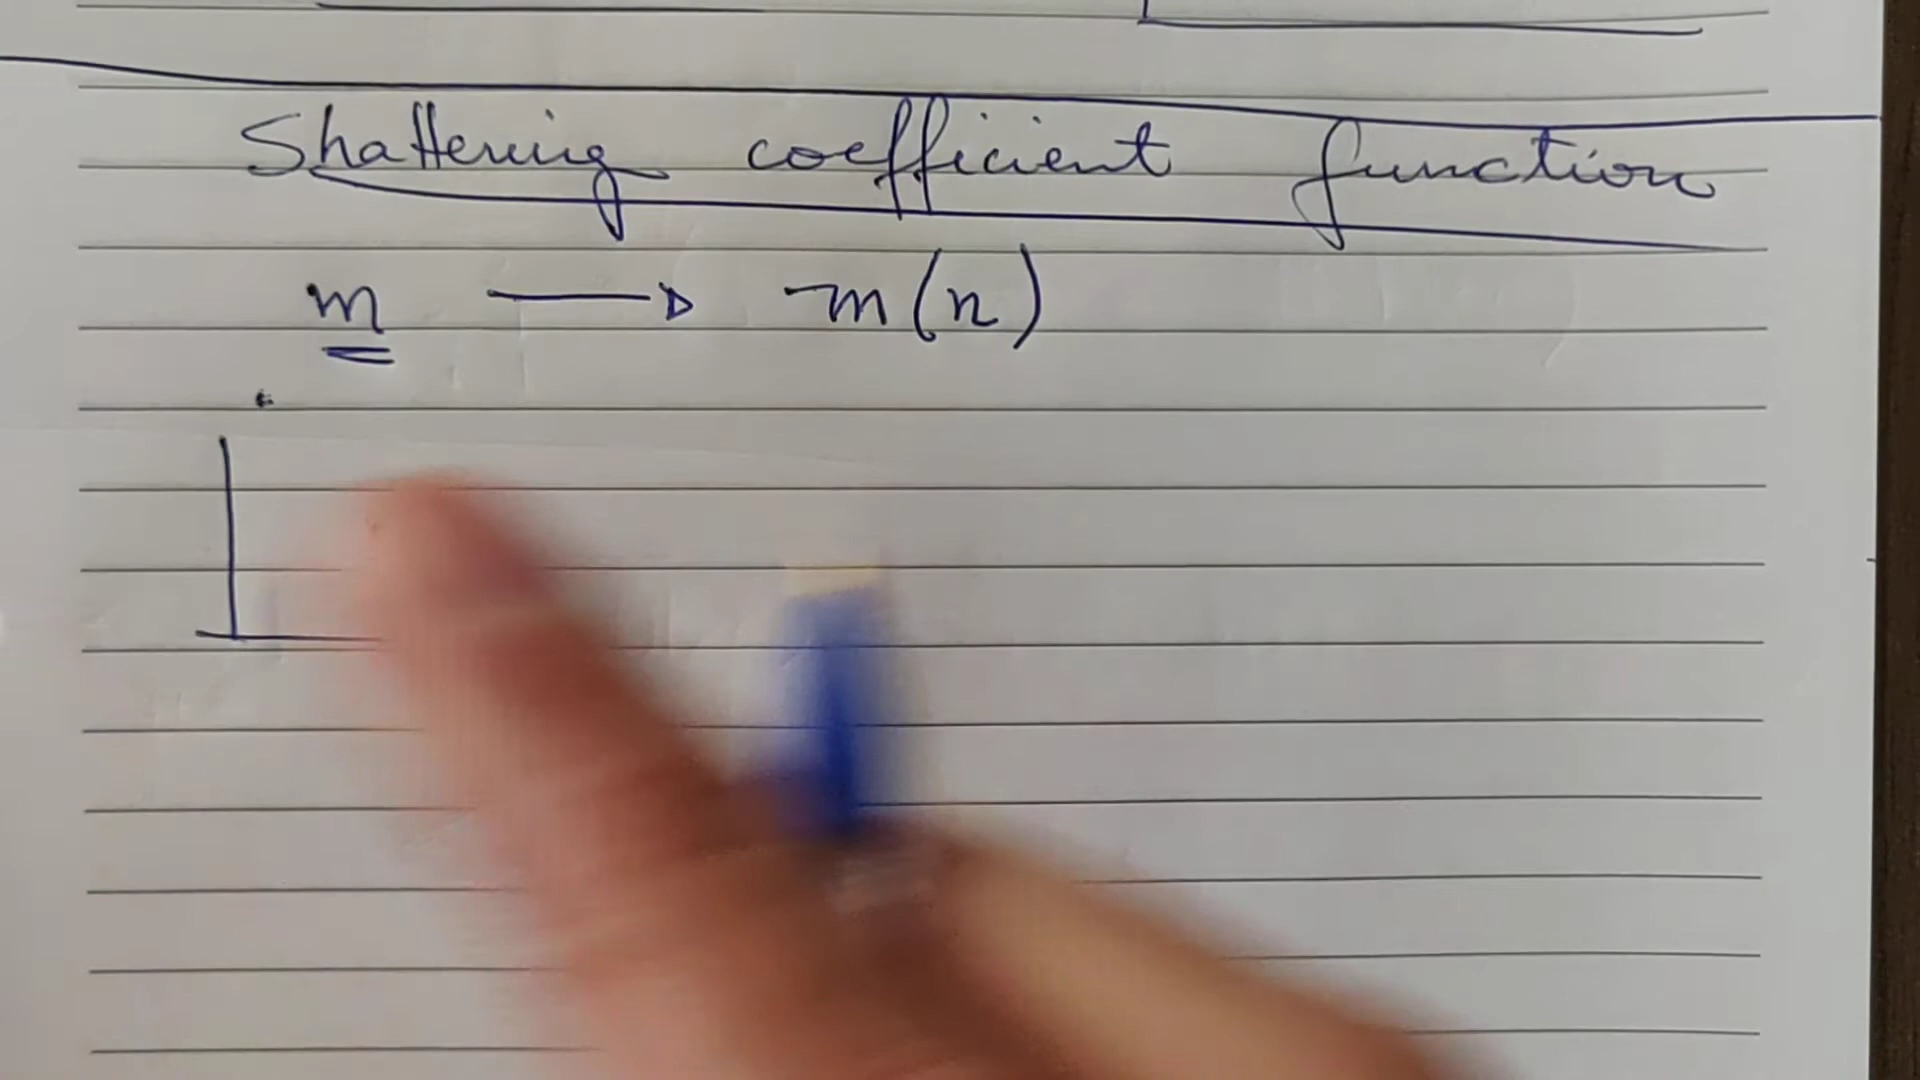 Shattering coefficient function
m → m(n)